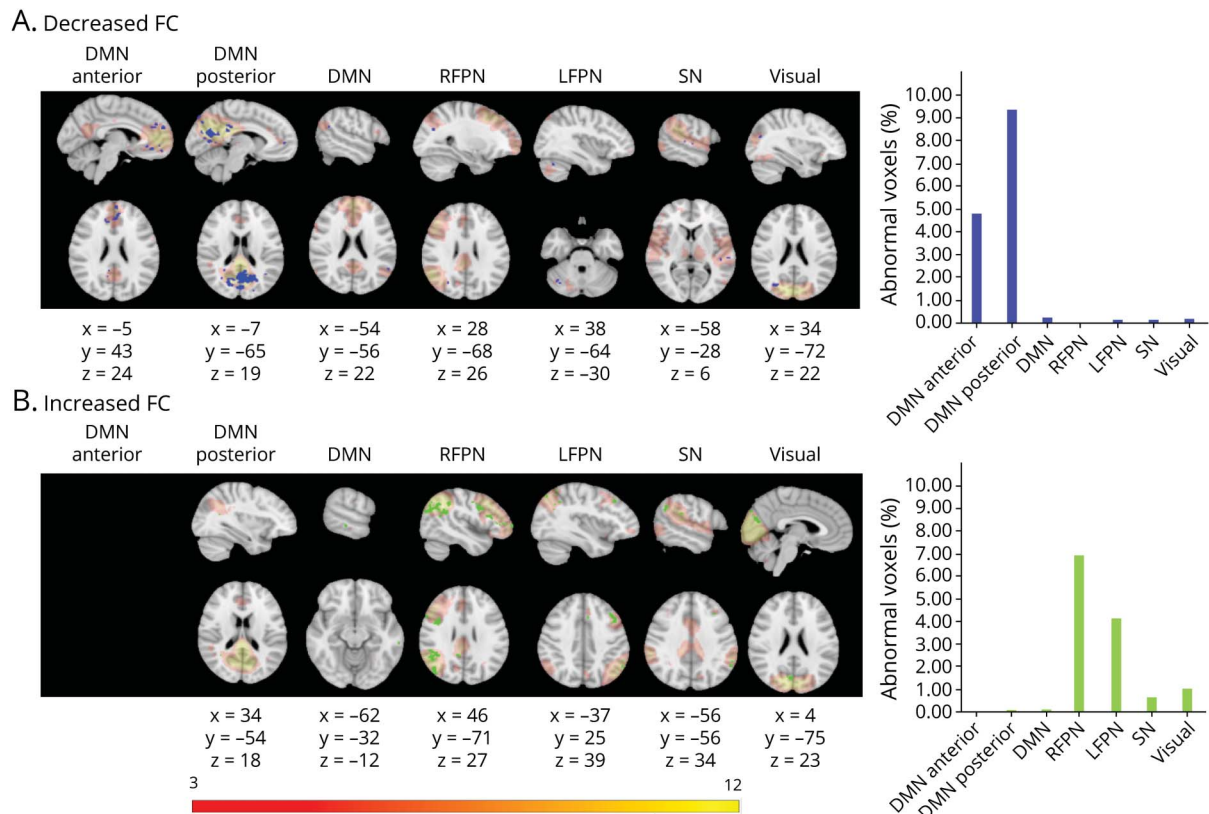 A. Decreased FC
DMN anterior
DMN posterior
DMN
RFPN
LFPN
SN
Visual
x = –5
y = 43
z = 24
x = –7
y = –65
z = 19
x = –54
y = –56
z = 22
x = 28
y = –68
z = 26
x = 38
y = –64
z = –30
x = –58
y = –28
z = 6
x = 34
y = –72
z = 22
Abnormal voxels (%)
10.00
9.00
8.00
7.00
6.00
5.00
4.00
3.00
2.00
1.00
0.00
DMN anterior
DMN posterior
DMN
RFPN
LFPN
SN
Visual
B. Increased FC
DMN anterior
DMN posterior
DMN
RFPN
LFPN
SN
Visual
x = 34
y = –54
z = 18
x = –62
y = –32
z = –12
x = 46
y = –71
z = 27
x = –37
y = 25
z = 39
x = –56
y = –56
z = 34
x = 4
y = –75
z = 23
3
12
Abnormal voxels (%)
10.00
9.00
8.00
7.00
6.00
5.00
4.00
3.00
2.00
1.00
0.00
DMN anterior
DMN posterior
DMN
RFPN
LFPN
SN
Visual